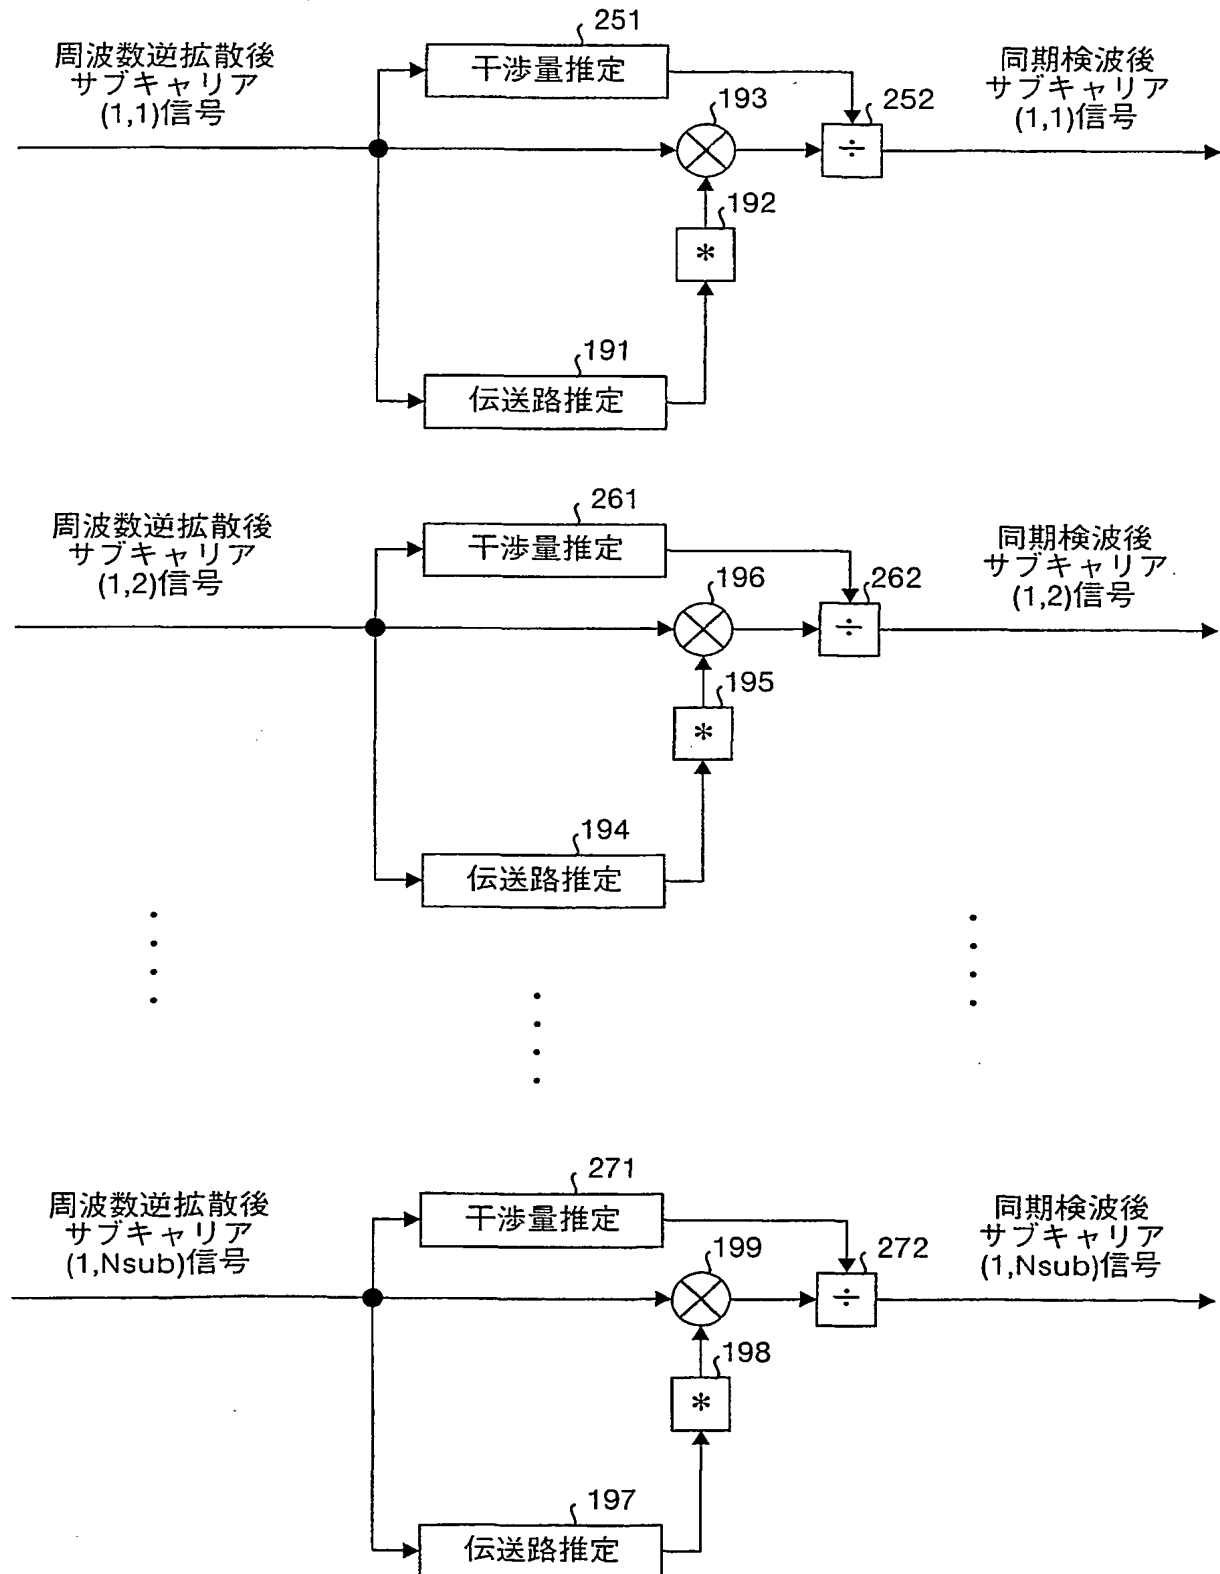 251
周波数逆拡散後
サブキャリア
(1,1)信号
干渉量推定
同期検波後
サブキャリア
(1,1)信号
193
252
÷
192
*
191
伝送路推定
261
周波数逆拡散後
サブキャリア
(1,2)信号
干渉量推定
同期検波後
サブキャリア
(1,2)信号
196
262
÷
195
*
194
伝送路推定
271
周波数逆拡散後
サブキャリア
(1,Nsub)信号
干渉量推定
同期検波後
サブキャリア
(1,Nsub)信号
199
272
÷
198
*
197
伝送路推定